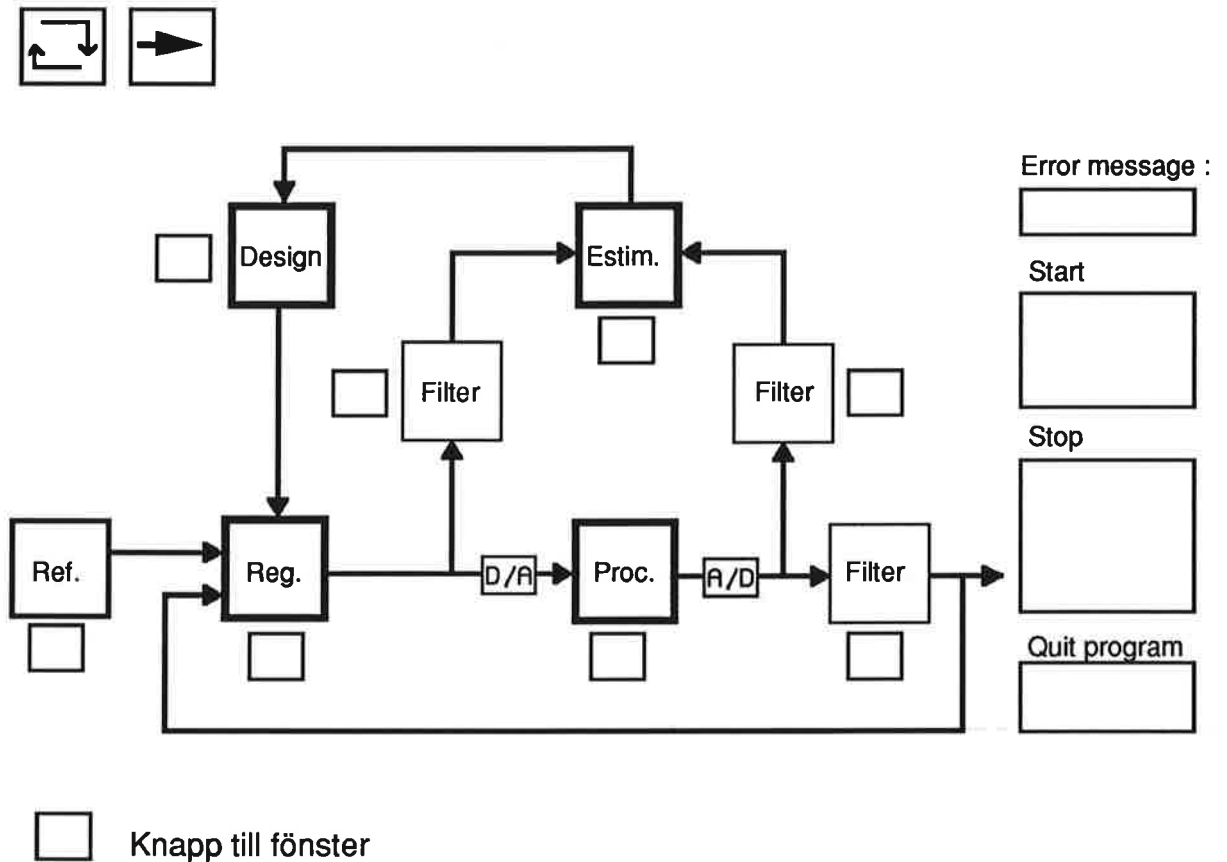 Error message :
Design
Estim.
Start
Filter
Filter
Stop
Ref.
Reg.
D/A
Proc.
A/D
Filter
Quit program
Knapp till fönster